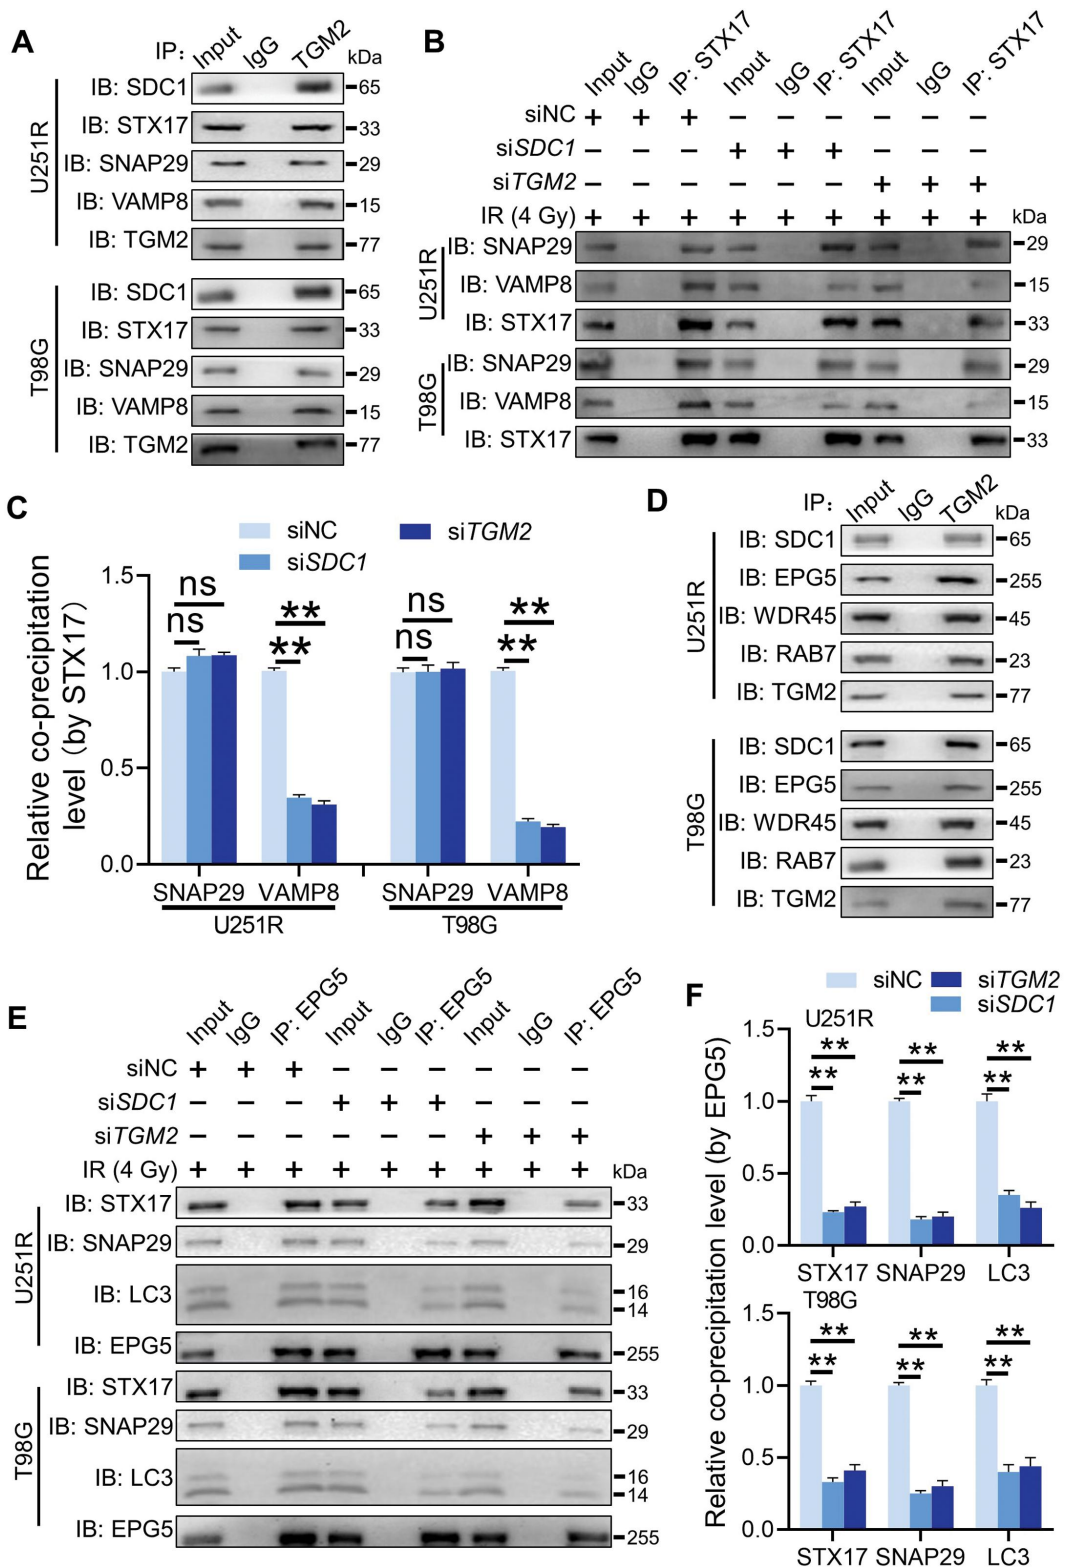 A
IP: Input IgG TGM2 kDa
U251R
IB: SDC1 65
IB: STX17 33
IB: SNAP29 29
IB: VAMP8 15
IB: TGM2 77
T98G
IB: SDC1 65
IB: STX17 33
IB: SNAP29 29
IB: VAMP8 15
IB: TGM2 77
B
Input IgG IP: STX17 Input IgG IP: STX17 Input IgG IP: STX17
siNC + + + − − − − − −
siSDC1 − − − + + + − − −
siTGM2 − − − − − − + + +
IR (4 Gy) + + + + + + + + + kDa
U251R
IB: SNAP29 29
IB: VAMP8 15
IB: STX17 33
T98G
IB: SNAP29 29
IB: VAMP8 15
IB: STX17 33
C
siNC siTGM2
siSDC1
Relative co-precipitation
level (by STX17)
1.5
1.0
0.5
0.0
ns ns ** ** ns ns ** **
SNAP29 VAMP8 SNAP29 VAMP8
U251R T98G
D
IP: Input IgG TGM2 kDa
U251R
IB: SDC1 65
IB: EPG5 255
IB: WDR45 45
IB: RAB7 23
IB: TGM2 77
T98G
IB: SDC1 65
IB: EPG5 255
IB: WDR45 45
IB: RAB7 23
IB: TGM2 77
E
Input IgG IP: EPG5 Input IgG IP: EPG5 Input IgG IP: EPG5
siNC + + + − − − − − −
siSDC1 − − − + + + − − −
siTGM2 − − − − − − + + +
IR (4 Gy) + + + + + + + + + kDa
U251R
IB: STX17 33
IB: SNAP29 29
IB: LC3 16
14
IB: EPG5 255
T98G
IB: STX17 33
IB: SNAP29 29
IB: LC3 16
14
IB: EPG5 255
F
siNC siTGM2
siSDC1
Relative co-precipitation level (by EPG5)
U251R
1.5
1.0
0.5
0.0
** ** ** ** ** **
STX17 SNAP29 LC3
T98G
1.5
1.0
0.5
0.0
** ** ** ** ** **
STX17 SNAP29 LC3